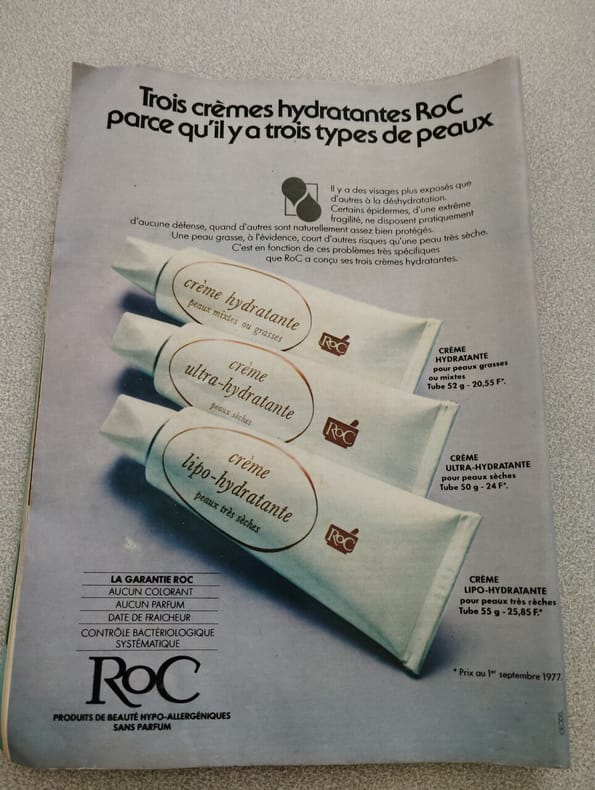 Trois crèmes hydratantes RoC
parce qu'il y a trois types de peaux
Il y a des visages plus exposés que
d'autres à la déshydratation.
Certains épidermes, d'une extrême
fragilité, ne disposent pratiquement
d'aucune défense, quand d'autres sont naturellement assez bien protégés.
Une peau grasse, à l'évidence, court d'autres risques qu'une peau très sèche.
C'est en fonction de ces problèmes très spécifiques
que RoC a conçu ses trois crèmes hydratantes.
crème hydratante
peaux mixtes ou grasses
RoC
CRÈME
HYDRATANTE
pour peaux grasses
ou mixtes
Tube 52 g - 20,55 F*.
crème
ultra-hydratante
peaux sèches
RoC
CRÈME
ULTRA-HYDRATANTE
pour peaux sèches
Tube 50 g - 24 F*.
crème
lipo-hydratante
peaux très sèches
RoC
CRÈME
LIPO-HYDRATANTE
pour peaux très sèches
Tube 55 g - 25,85 F.*
LA GARANTIE ROC
AUCUN COLORANT
AUCUN PARFUM
DATE DE FRAICHEUR
CONTRÔLE BACTÉRIOLOGIQUE
SYSTÉMATIQUE
RoC
PRODUITS DE BEAUTÉ HYPO-ALLERGÉNIQUES
SANS PARFUM
* Prix au 1er septembre 1977.